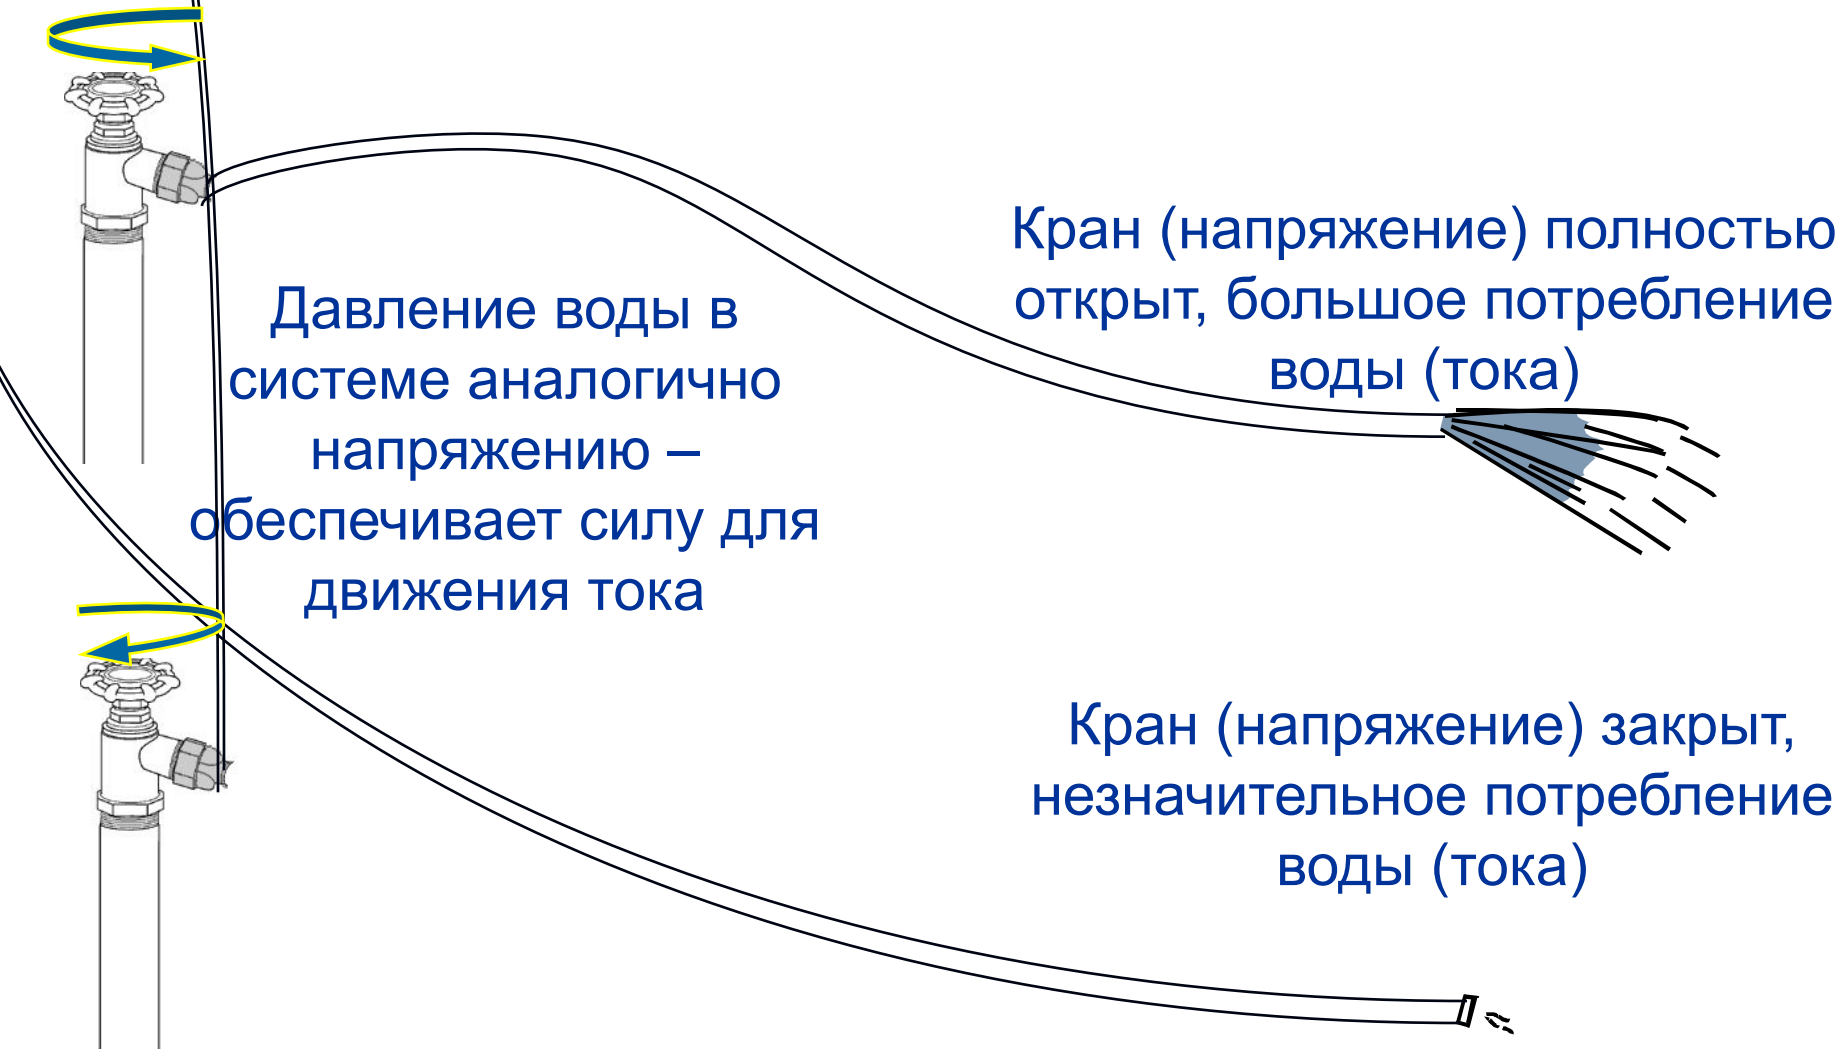 Кран (напряжение) полностью
открыт, большое потребление
воды (тока)
Давление воды в
системе аналогично
напряжению –
обеспечивает силу для
движения тока
Кран (напряжение) закрыт,
незначительное потребление
воды (тока)